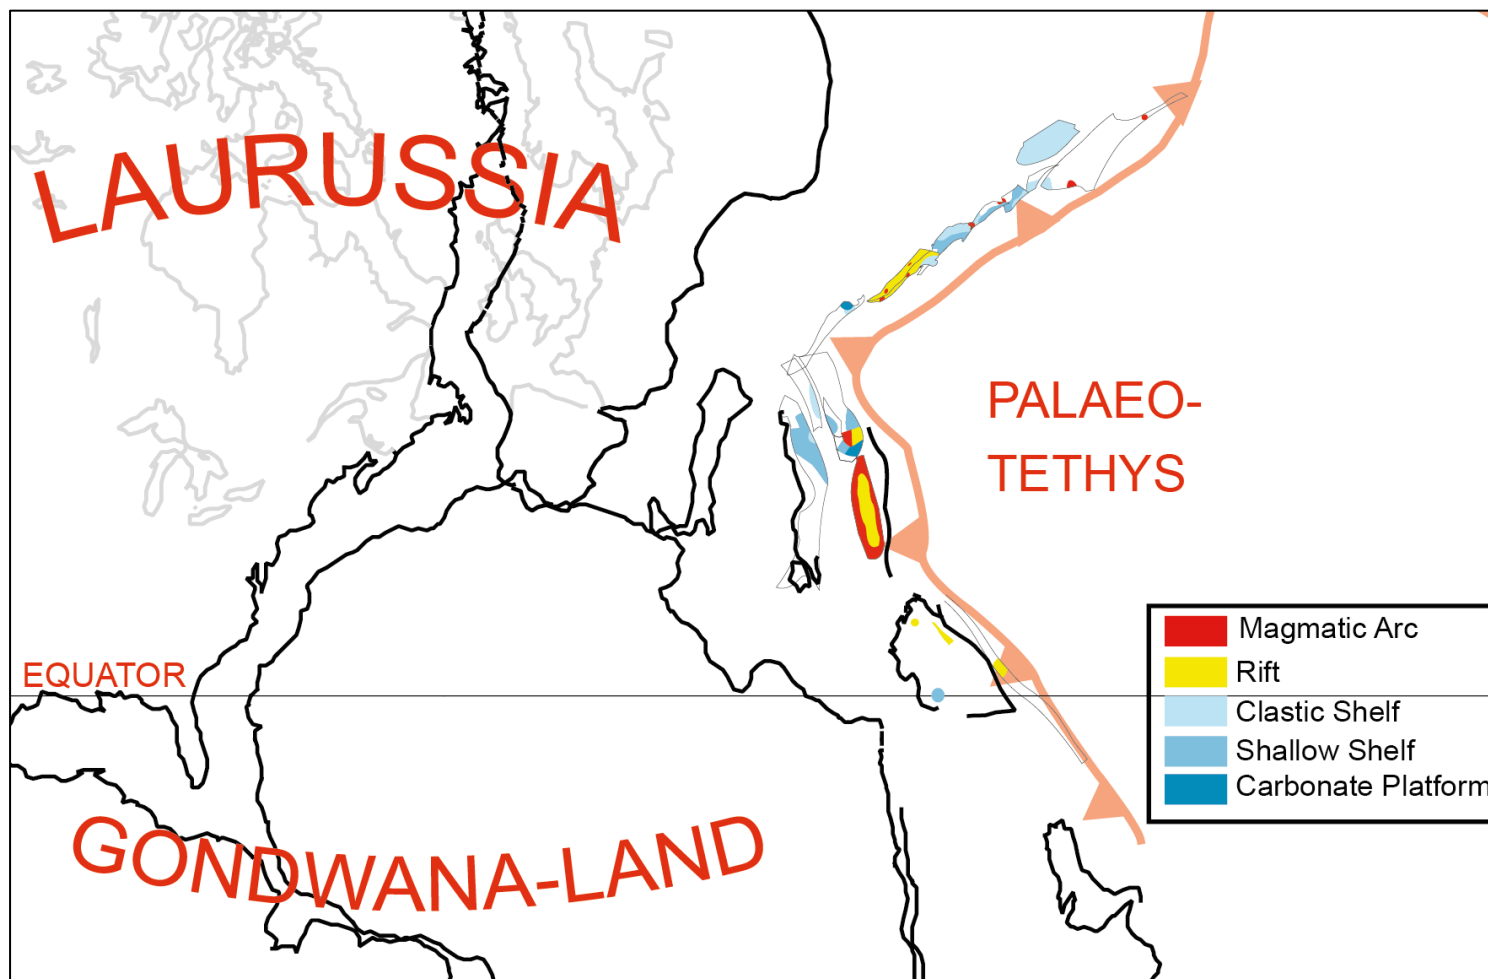 LAURUSSIA
PALAEO-
TETHYS
EQUATOR
GONDWANA-LAND
Magmatic Arc
Rift
Clastic Shelf
Shallow Shelf
Carbonate Platform